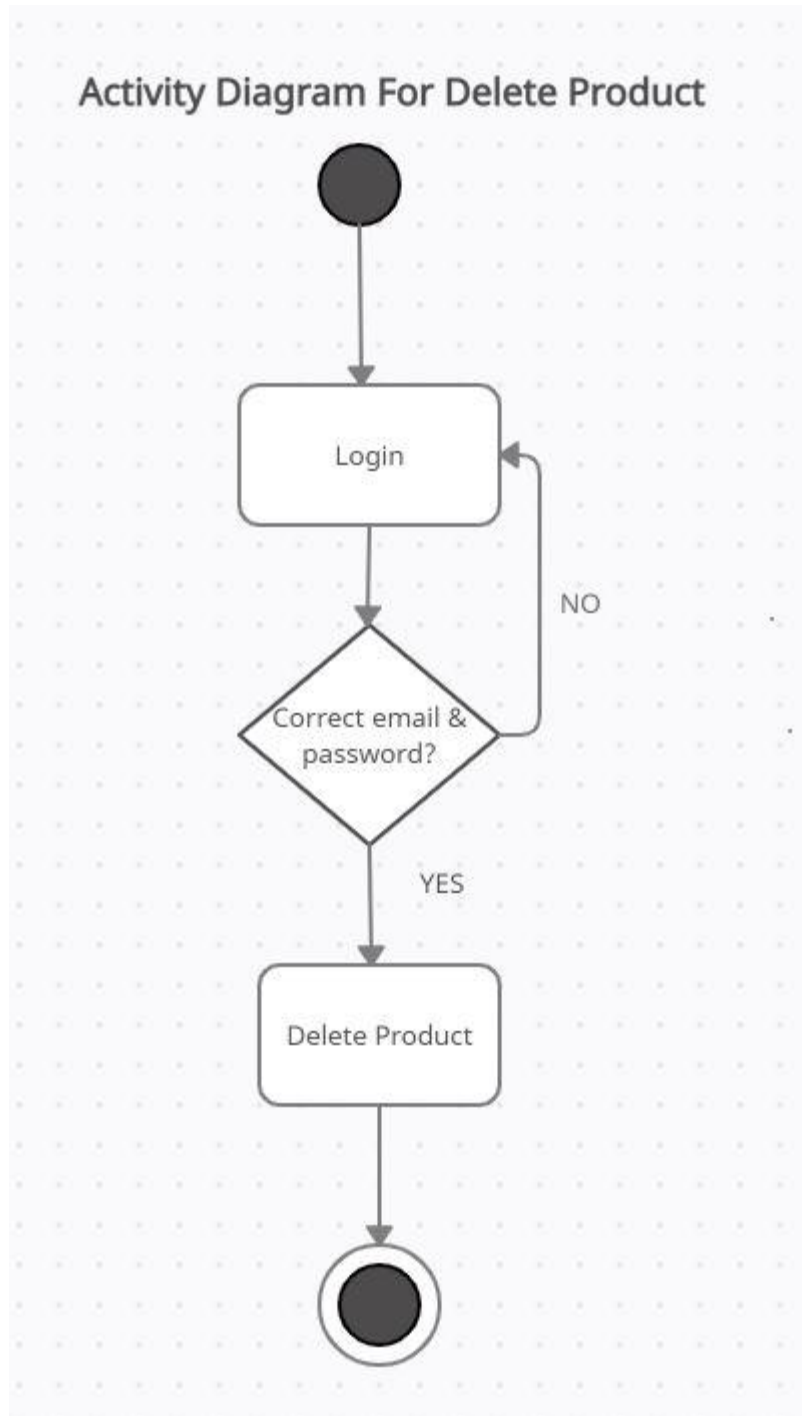 Activity Diagram For Delete Product
Login
NO
Correct email &
password?
YES
Delete Product